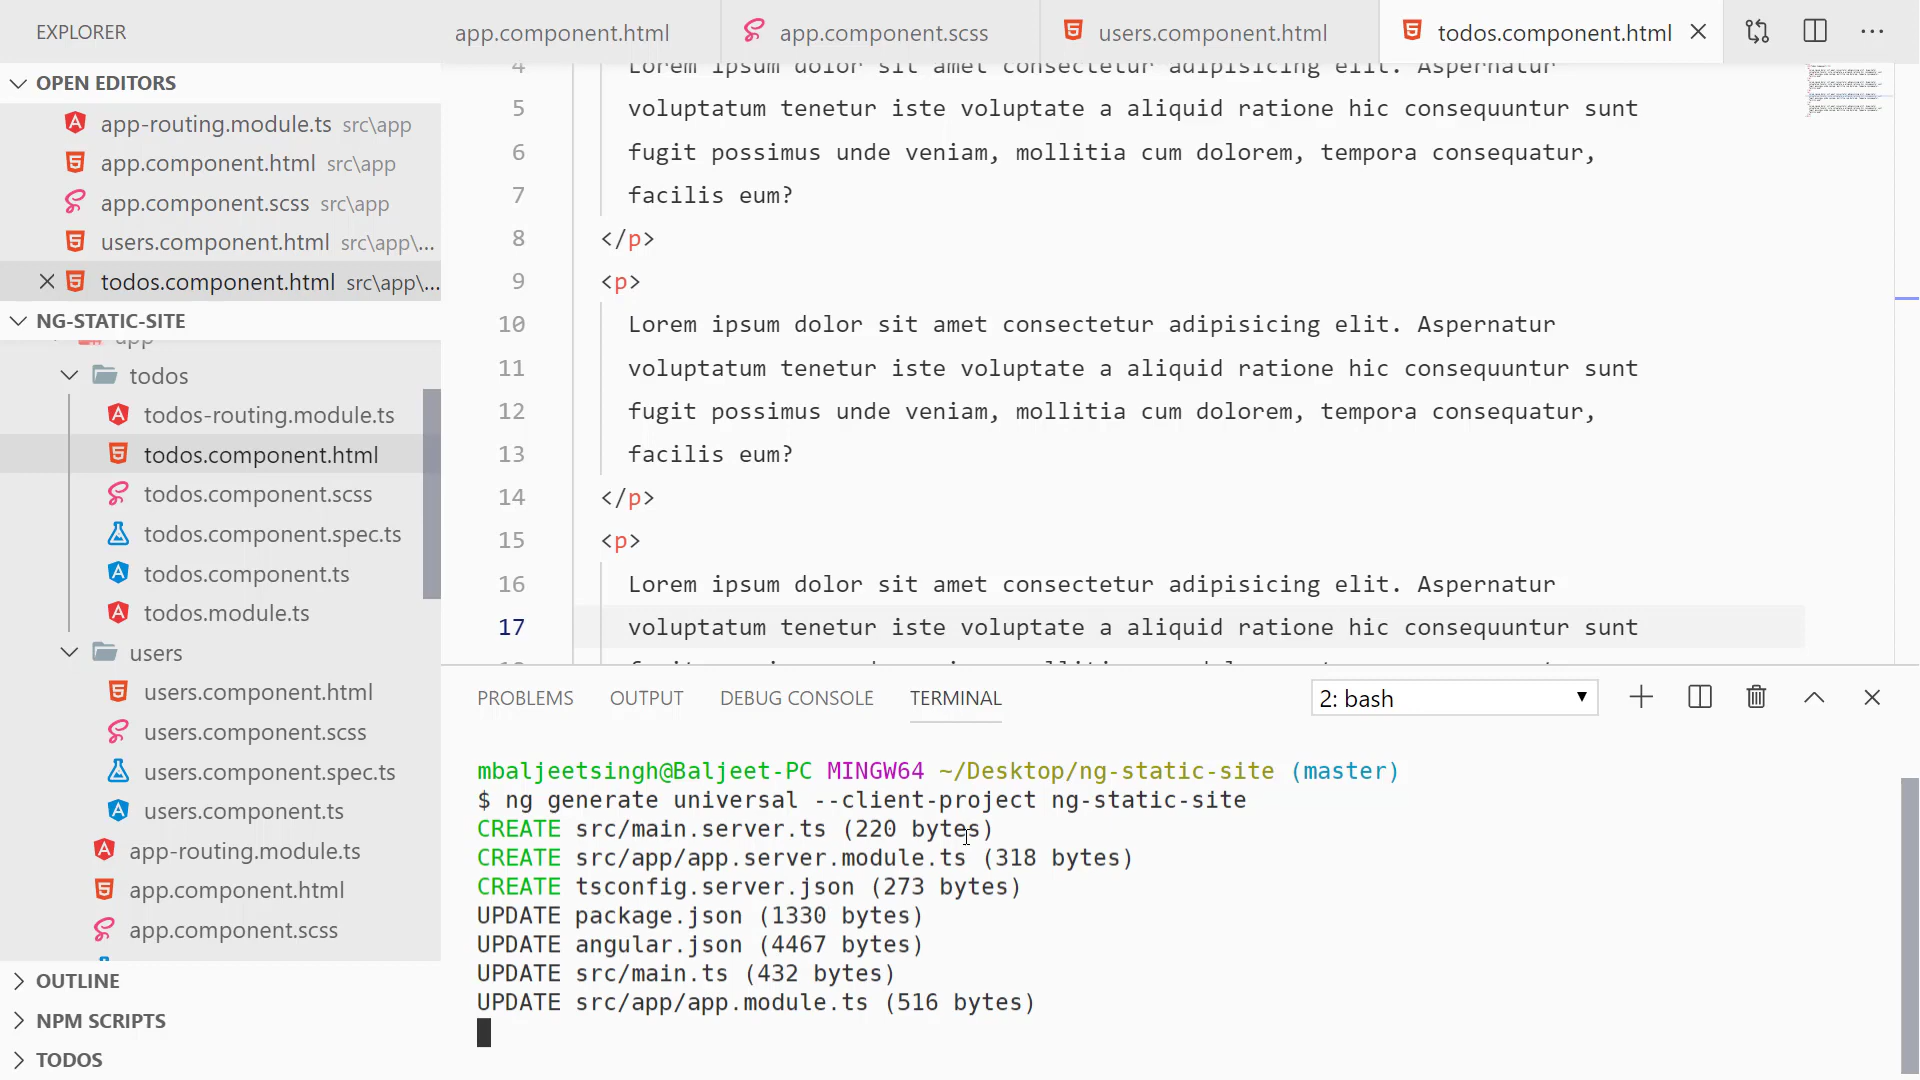 EXPLORER
OPEN EDITORS
app-routing.module.ts src\app
app.component.html src\app
app.component.scss src\app
users.component.html src\app\...
todos.component.html src\app\...
NG-STATIC-SITE
app
todos
todos-routing.module.ts
todos.component.html
todos.component.scss
todos.component.spec.ts
todos.component.ts
todos.module.ts
users
users.component.html
users.component.scss
users.component.spec.ts
users.component.ts
app-routing.module.ts
app.component.html
app.component.scss
OUTLINE
NPM SCRIPTS
TODOS
app.component.html app.component.scss users.component.html todos.component.html
4 Lorem ipsum dolor sit amet consectetur adipisicing elit. Aspernatur
5 voluptatum tenetur iste voluptate a aliquid ratione hic consequuntur sunt
6 fugit possimus unde veniam, mollitia cum dolorem, tempora consequatur,
7 facilis eum?
8 </p>
9 <p>
10 Lorem ipsum dolor sit amet consectetur adipisicing elit. Aspernatur
11 voluptatum tenetur iste voluptate a aliquid ratione hic consequuntur sunt
12 fugit possimus unde veniam, mollitia cum dolorem, tempora consequatur,
13 facilis eum?
14 </p>
15 <p>
16 Lorem ipsum dolor sit amet consectetur adipisicing elit. Aspernatur
17 voluptatum tenetur iste voluptate a aliquid ratione hic consequuntur sunt
PROBLEMS OUTPUT DEBUG CONSOLE TERMINAL 2: bash
mbaljeetsingh@Baljeet-PC MINGW64 ~/Desktop/ng-static-site (master)
$ ng generate universal --client-project ng-static-site
CREATE src/main.server.ts (220 bytes)
CREATE src/app/app.server.module.ts (318 bytes)
CREATE tsconfig.server.json (273 bytes)
UPDATE package.json (1330 bytes)
UPDATE angular.json (4467 bytes)
UPDATE src/main.ts (432 bytes)
UPDATE src/app/app.module.ts (516 bytes)